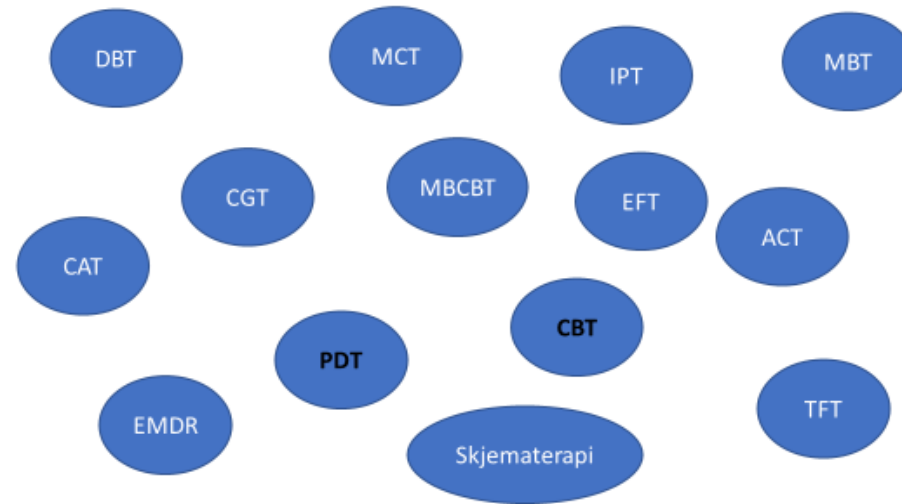 DBT
MCT
IPT
MBT
CGT
MBCBT
EFT
ACT
CAT
CBT
PDT
EMDR
TFT
Skjematerapi